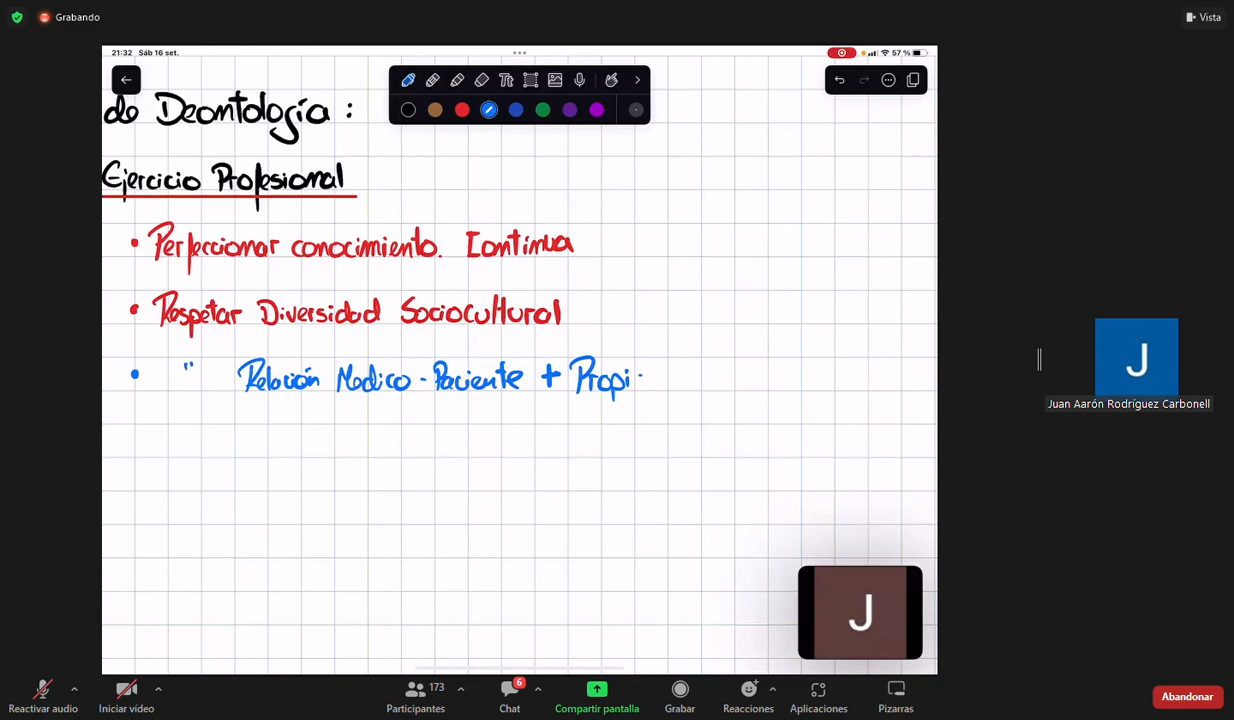 Grabando
Vista
21:32 Sáb 16 set.
57 %
de Deontología :
Ejercicio Profesional
• Perfeccionar conocimiento. Continua
• Respetar Diversidad Sociocultural
• " Relación Medico - Paciente + Propi
J
Juan Aarón Rodríguez Carbonell
J
Reactivar audio
Iniciar vídeo
173
Participantes
6
Chat
Compartir pantalla
Grabar
Reacciones
Aplicaciones
Pizarras
Abandonar